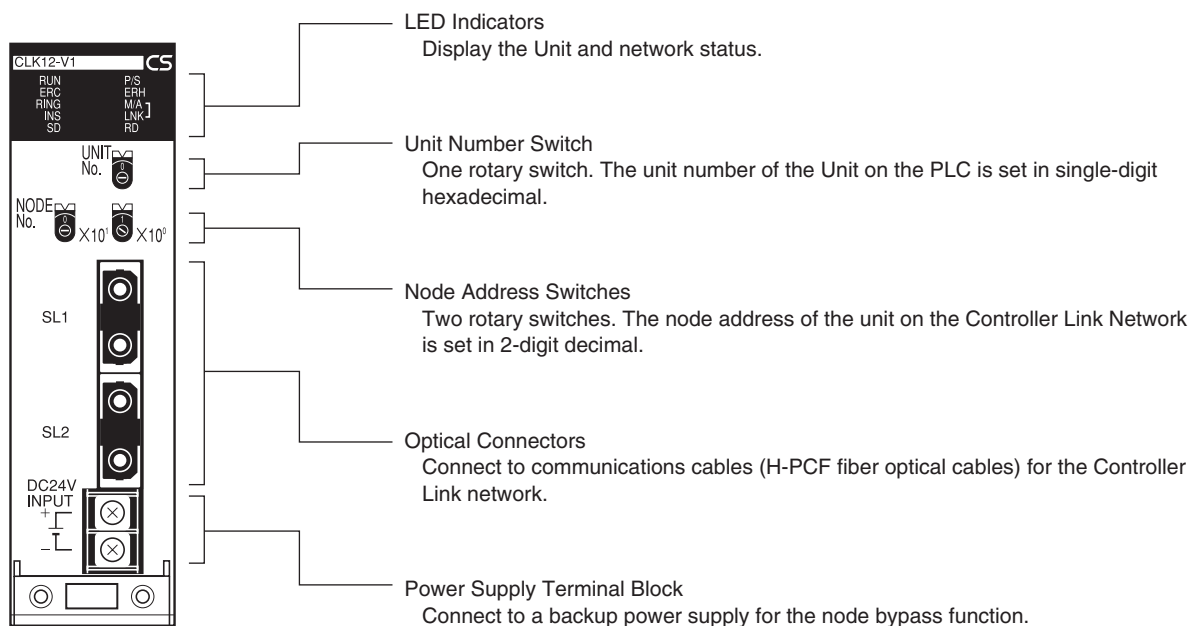 LED Indicators
Display the Unit and network status.
CLK12-V1 CS
RUN P/S
ERC ERH
RING M/A
INS LNK
SD RD
Unit Number Switch
One rotary switch. The unit number of the Unit on the PLC is set in single-digit
hexadecimal.
UNIT
No.
0
NODE
No.
0 ×10¹ 1 ×10⁰
Node Address Switches
Two rotary switches. The node address of the unit on the Controller Link Network
is set in 2-digit decimal.
SL1
SL2
Optical Connectors
Connect to communications cables (H-PCF fiber optical cables) for the Controller
Link network.
DC24V
INPUT
+
−
Power Supply Terminal Block
Connect to a backup power supply for the node bypass function.